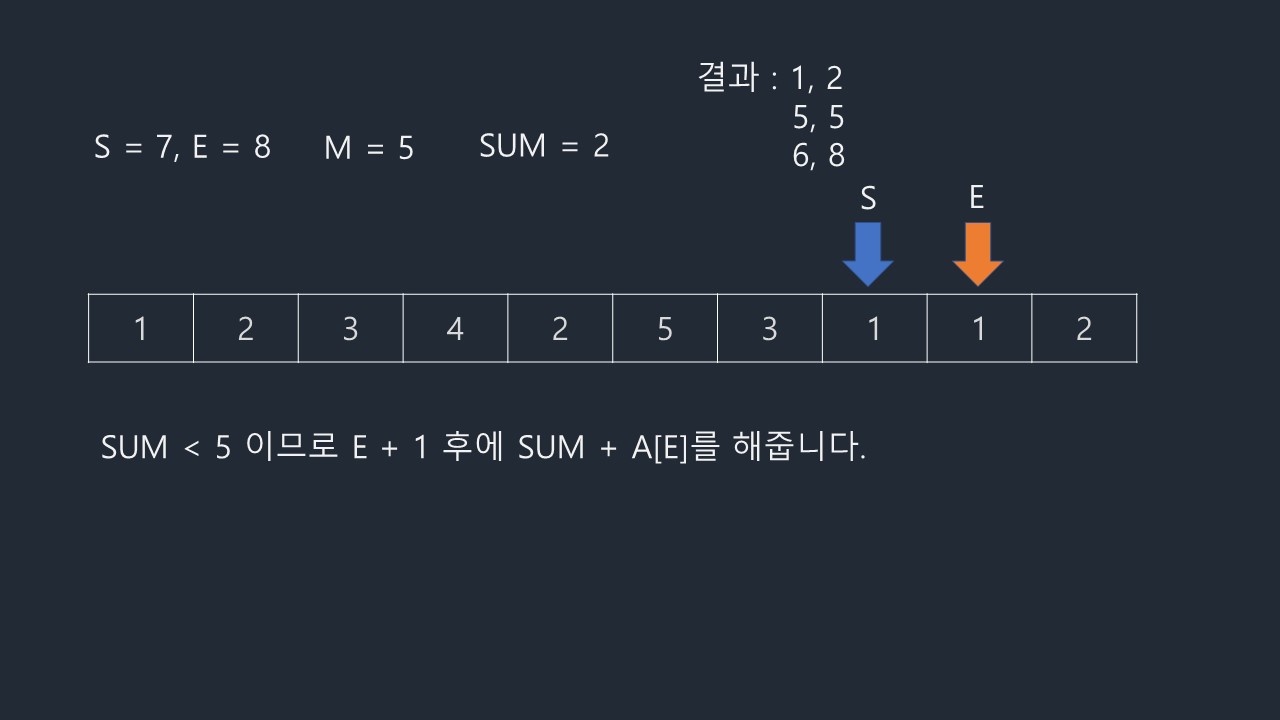 결과 : 1, 2
5, 5
6, 8
S = 7, E = 8 M = 5 SUM = 2
S E
1 2 3 4 2 5 3 1 1 2
SUM < 5 이므로 E + 1 후에 SUM + A[E]를 해줍니다.